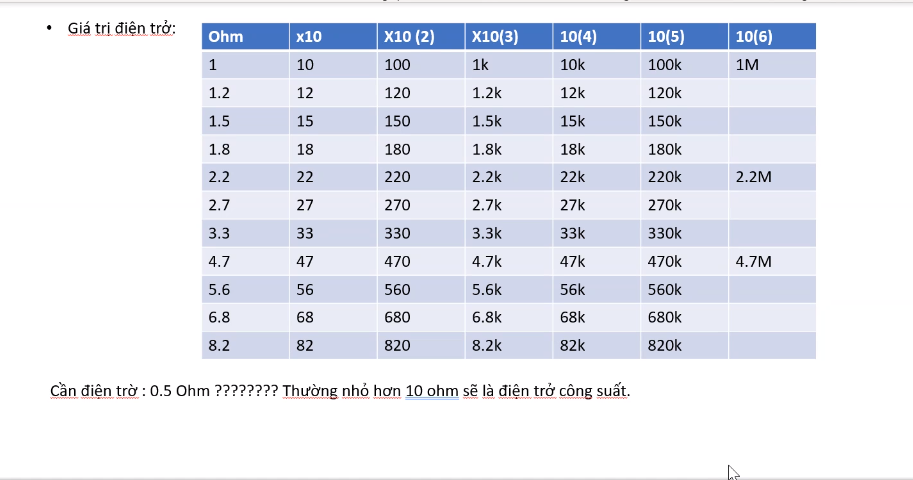 • Giá trị điện trở:
Ohm x10 X10 (2) X10(3) 10(4) 10(5) 10(6)
1 10 100 1k 10k 100k 1M
1.2 12 120 1.2k 12k 120k
1.5 15 150 1.5k 15k 150k
1.8 18 180 1.8k 18k 180k
2.2 22 220 2.2k 22k 220k 2.2M
2.7 27 270 2.7k 27k 270k
3.3 33 330 3.3k 33k 330k
4.7 47 470 4.7k 47k 470k 4.7M
5.6 56 560 5.6k 56k 560k
6.8 68 680 6.8k 68k 680k
8.2 82 820 8.2k 82k 820k
Cần điện trờ : 0.5 Ohm ???????? Thường nhỏ hơn 10 ohm sẽ là điện trở công suất.